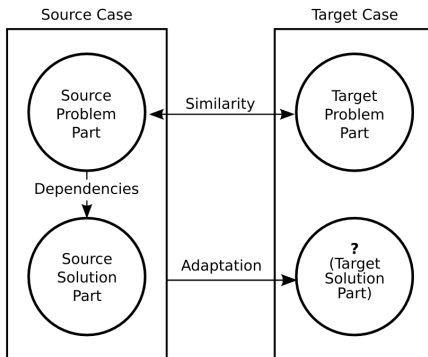 Source Case
Target Case
Source
Problem
Part
Similarity
Target
Problem
Part
Dependencies
Source
Solution
Part
Adaptation
?
(Target
Solution
Part)